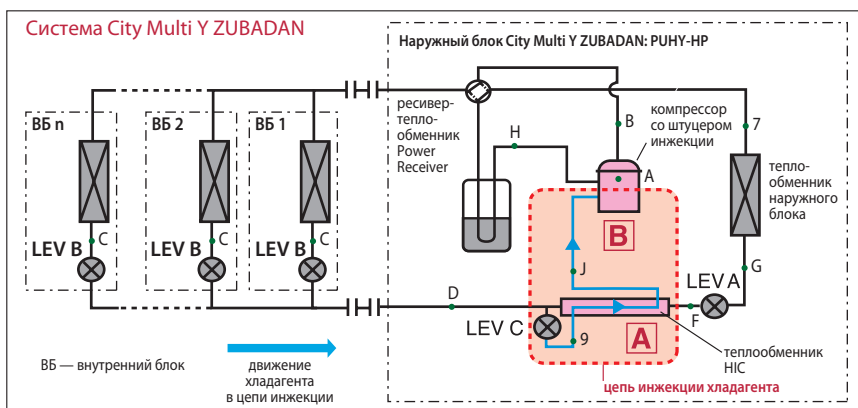 Система City Multi Y ZUBADAN
Наружный блок City Multi Y ZUBADAN: PUHY-HP
ВБ n
ВБ 2
ВБ 1
ресивер-
тепло-
обменник
Power
Receiver
H
B
компрессор
со штуцером
инжекции
A
7
тепло-
обменник
наружного
блока
B
LEV B
C
LEV B
C
LEV B
C
J
G
LEV A
D
F
LEV C
9
A
теплообменник
HIC
ВБ — внутренний блок
движение
хладагента
в цепи инжекции
цепь инжекции хладагента